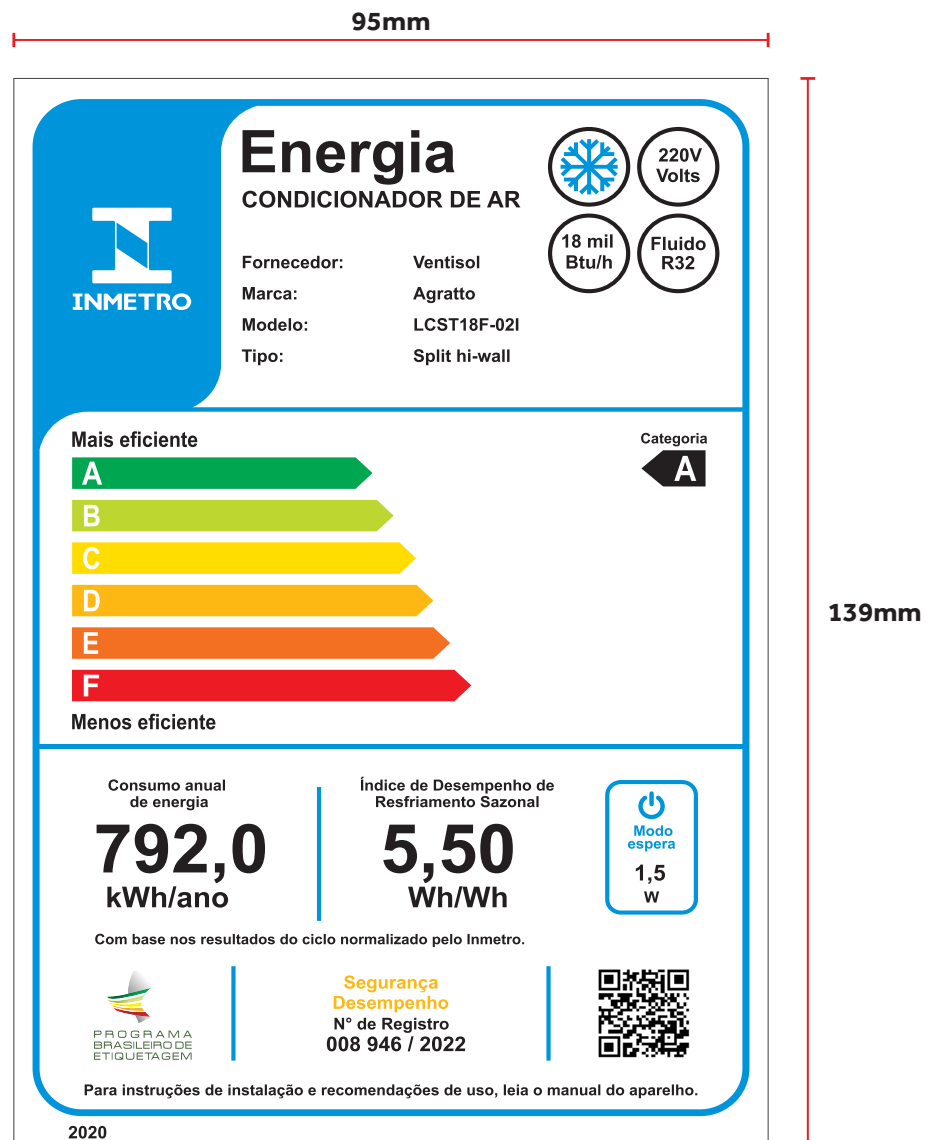 95mm
Energia
CONDICIONADOR DE AR
220V
Volts
18 mil
Btu/h
Fluido
R32
INMETRO
Fornecedor: Ventisol
Marca: Agratto
Modelo: LCST18F-02I
Tipo: Split hi-wall
Mais eficiente
Categoria
A
A
B
C
D
E
F
Menos eficiente
139mm
Consumo anual
de energia
792,0
kWh/ano
Índice de Desempenho de
Resfriamento Sazonal
5,50
Wh/Wh
Modo
espera
1,5
W
Com base nos resultados do ciclo normalizado pelo Inmetro.
PROGRAMA
BRASILEIRO DE
ETIQUETAGEM
Segurança
Desempenho
N° de Registro
008 946 / 2022
Para instruções de instalação e recomendações de uso, leia o manual do aparelho.
2020